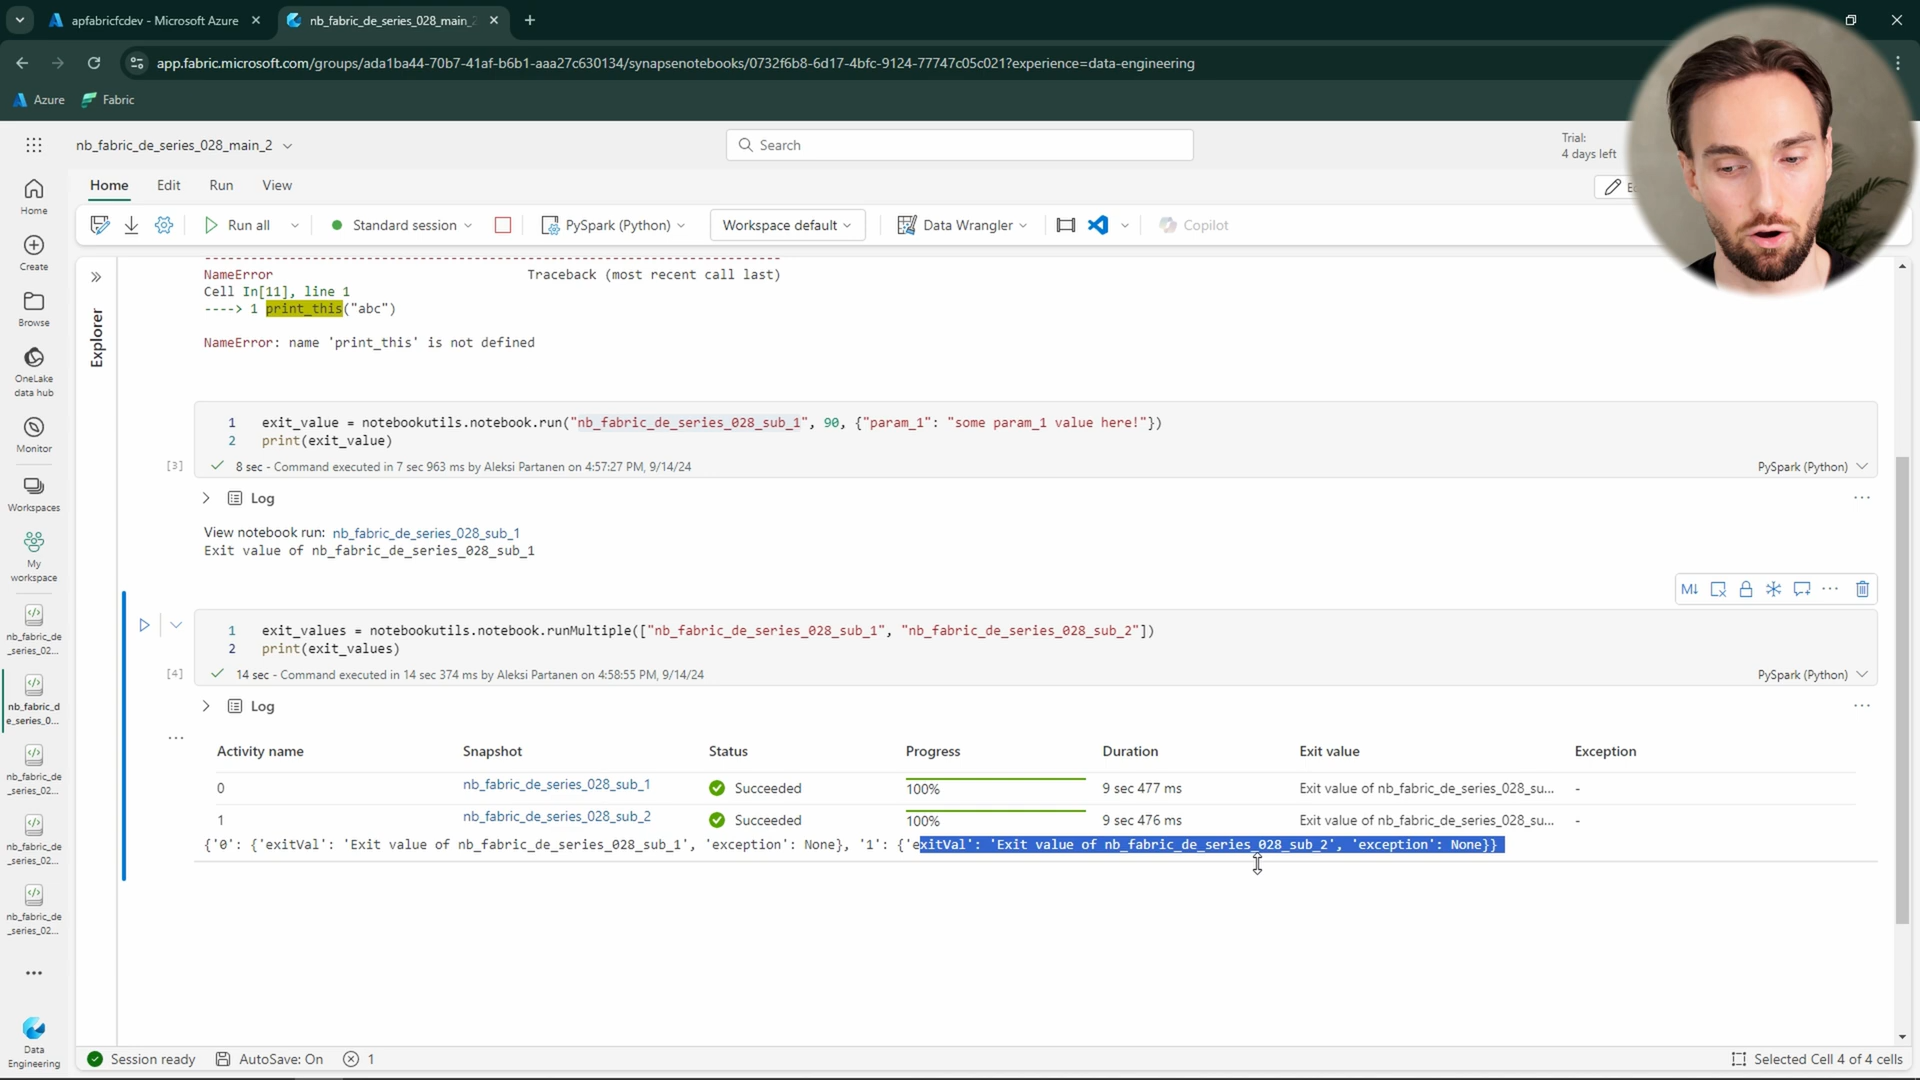 apfabricfcdev - Microsoft Azure
nb_fabric_de_series_028_main_2
app.fabric.microsoft.com/groups/ada1ba44-70b7-41af-b6b1-aaa27c630134/synapsenotebooks/0732f6b8-6d17-4bfc-9124-77747c05c021?experience=data-engineering
Azure
Fabric
nb_fabric_de_series_028_main_2
Search
Trial:
4 days left
Home Edit Run View
Run all
Standard session
PySpark (Python)
Workspace default
Data Wrangler
Copilot
Home
Create
Browse
OneLake
data hub
Monitor
Workspaces
My
workspace
nb_fabric_de
_series_02...
nb_fabric_d
e_series_0...
nb_fabric_de
_series_02...
nb_fabric_de
_series_02...
nb_fabric_de
_series_02...
Data
Engineering
Explorer
NameError Traceback (most recent call last)
Cell In[11], line 1
----> 1 print_this("abc")
NameError: name 'print_this' is not defined
1 exit_value = notebookutils.notebook.run("nb_fabric_de_series_028_sub_1", 90, {"param_1": "some param_1 value here!"})
2 print(exit_value)
[3] 8 sec - Command executed in 7 sec 963 ms by Aleksi Partanen on 4:57:27 PM, 9/14/24 PySpark (Python)
Log
View notebook run: nb_fabric_de_series_028_sub_1
Exit value of nb_fabric_de_series_028_sub_1
M↓
1 exit_values = notebookutils.notebook.runMultiple(["nb_fabric_de_series_028_sub_1", "nb_fabric_de_series_028_sub_2"])
2 print(exit_values)
[4] 14 sec - Command executed in 14 sec 374 ms by Aleksi Partanen on 4:58:55 PM, 9/14/24 PySpark (Python)
Log
Activity name Snapshot Status Progress Duration Exit value Exception
0 nb_fabric_de_series_028_sub_1 Succeeded 100% 9 sec 477 ms Exit value of nb_fabric_de_series_028_su... -
1 nb_fabric_de_series_028_sub_2 Succeeded 100% 9 sec 476 ms Exit value of nb_fabric_de_series_028_su... -
{'0': {'exitVal': 'Exit value of nb_fabric_de_series_028_sub_1', 'exception': None}, '1': {'exitVal': 'Exit value of nb_fabric_de_series_028_sub_2', 'exception': None}}
Session ready
AutoSave: On
1
Selected Cell 4 of 4 cells